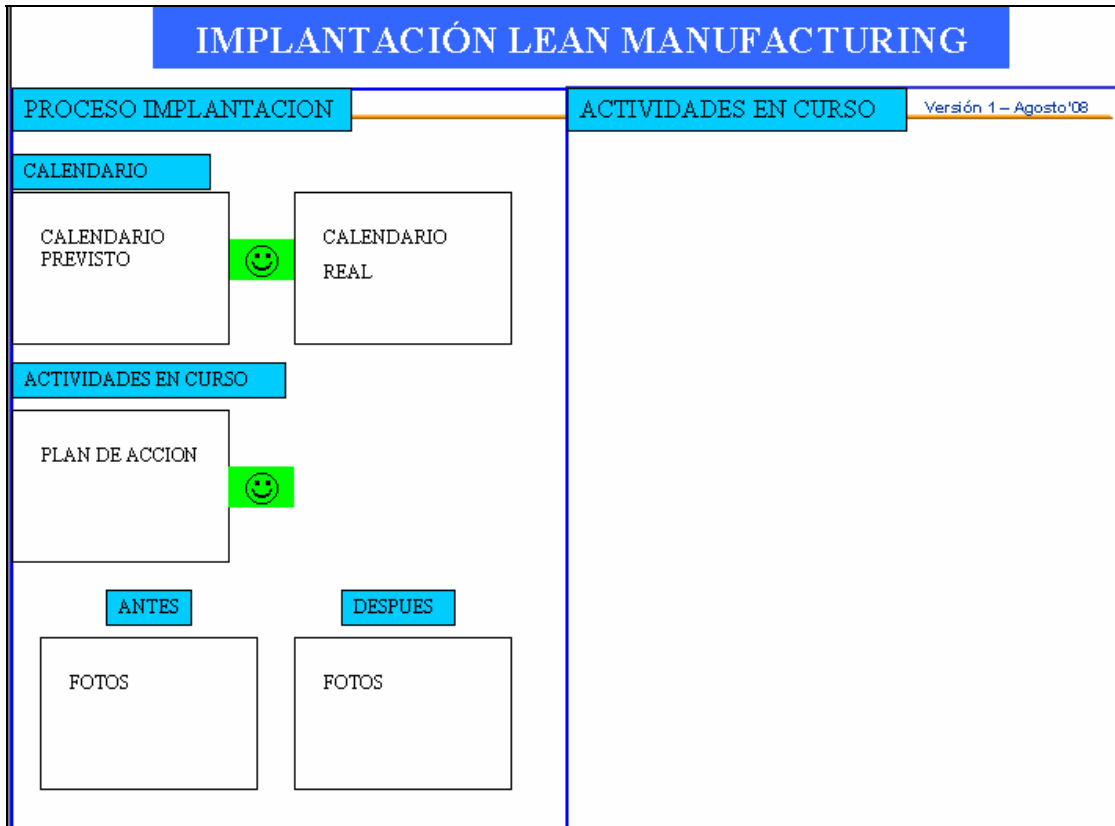 IMPLANTACIÓN LEAN MANUFACTURING
PROCESO IMPLANTACION
ACTIVIDADES EN CURSO
Versión 1 – Agosto'08
CALENDARIO
CALENDARIO
PREVISTO
CALENDARIO
REAL
ACTIVIDADES EN CURSO
PLAN DE ACCION
ANTES
DESPUES
FOTOS
FOTOS